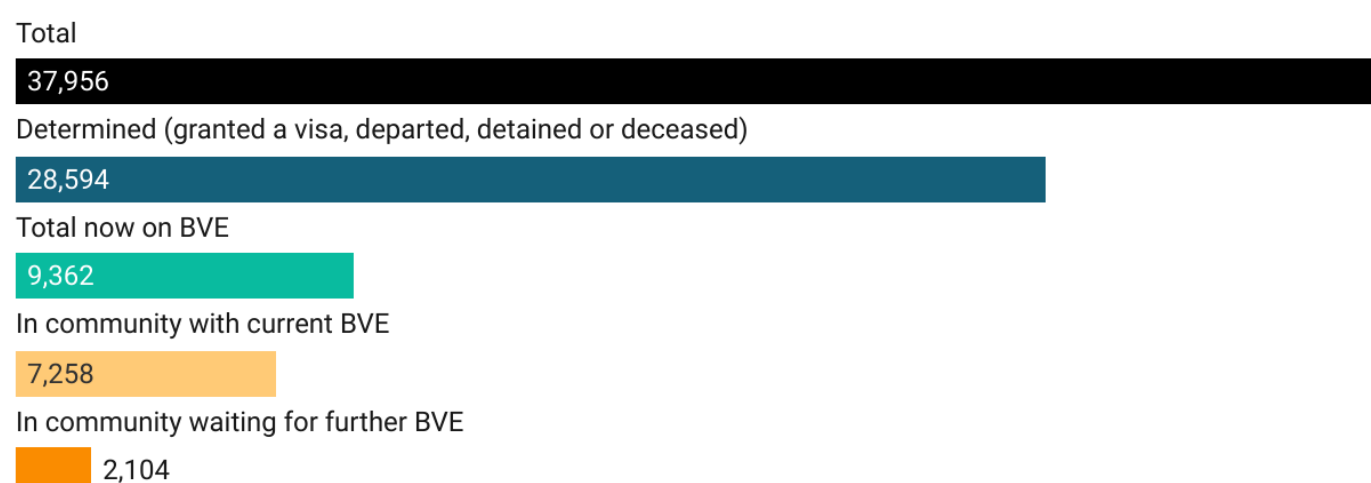 Total
37,956
Determined (granted a visa, departed, detained or deceased)
28,594
Total now on BVE
9,362
In community with current BVE
7,258
In community waiting for further BVE
2,104